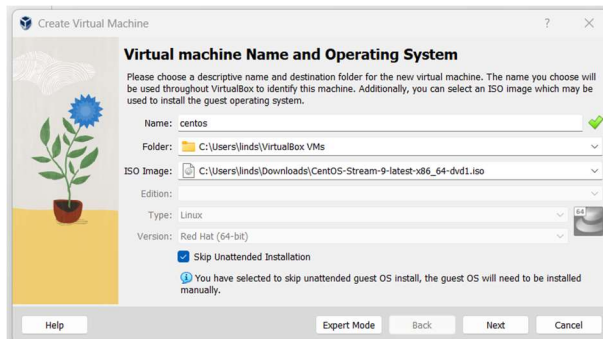 Create Virtual Machine
Virtual machine Name and Operating System
Please choose a descriptive name and destination folder for the new virtual machine. The name you choose will
be used throughout VirtualBox to identify this machine. Additionally, you can select an ISO image which may be
used to install the guest operating system.
Name: centos
Folder: C:\Users\linds\VirtualBox VMs
ISO Image: C:\Users\linds\Downloads\CentOS-Stream-9-latest-x86_64-dvd1.iso
Edition:
Type: Linux
64
Version: Red Hat (64-bit)
Skip Unattended Installation
You have selected to skip unattended guest OS install, the guest OS will need to be installed
manually.
Help Expert Mode Back Next Cancel